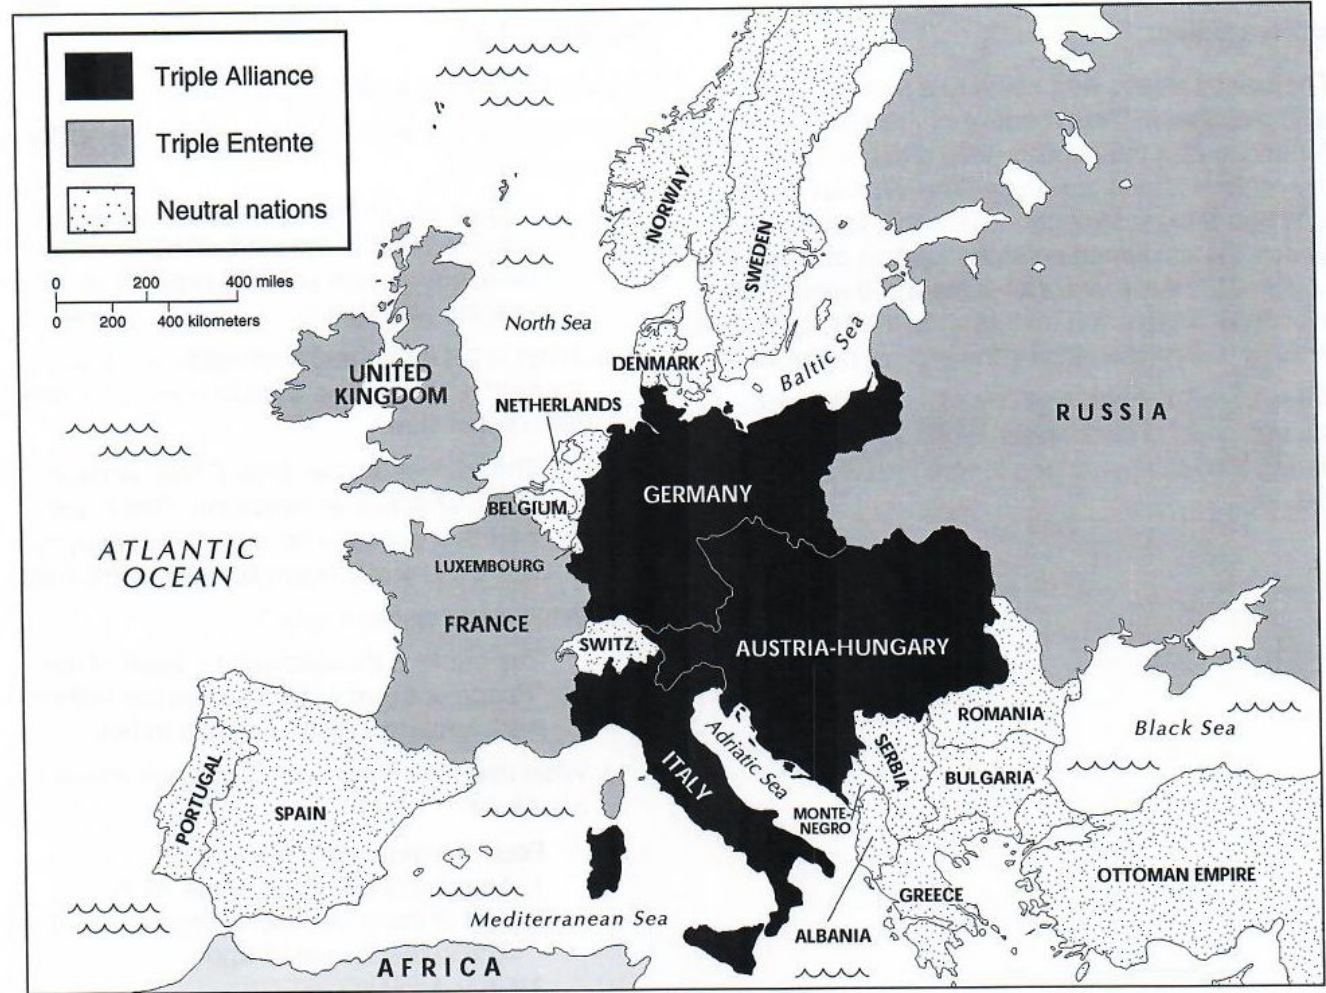 Triple Alliance
Triple Entente
Neutral nations
0 200 400 miles
0 200 400 kilometers
NORWAY
SWEDEN
North Sea
Baltic Sea
DENMARK
UNITED
KINGDOM
NETHERLANDS
RUSSIA
GERMANY
BELGIUM
ATLANTIC
OCEAN
LUXEMBOURG
FRANCE
SWITZ.
AUSTRIA-HUNGARY
ROMANIA
Black Sea
Adriatic Sea
SERBIA
ITALY
BULGARIA
PORTUGAL
SPAIN
MONTE-
NEGRO
OTTOMAN EMPIRE
GREECE
Mediterranean Sea
ALBANIA
AFRICA